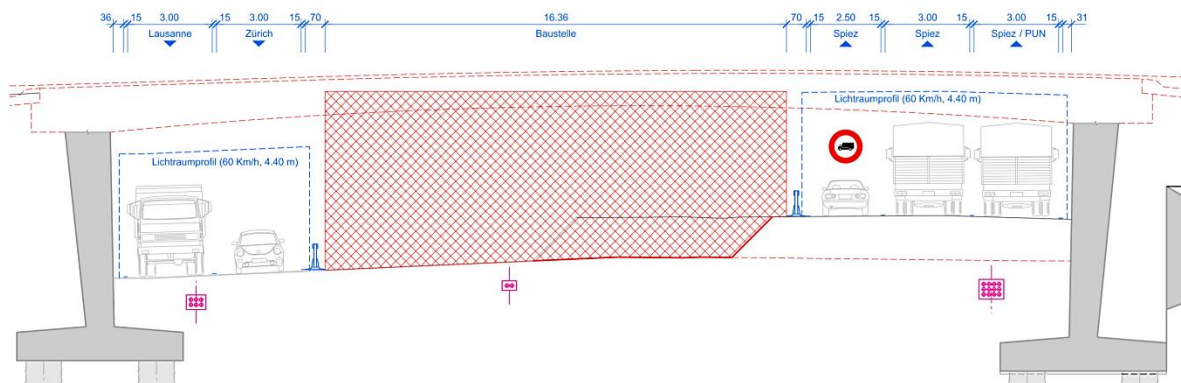 36 15 3.00 15 3.00 15 70 16.36 70 15 2.50 15 3.00 15 3.00 15 31
Lausanne Zürich Baustelle Spiez Spiez Spiez / PUN
Lichtraumprofil (60 Km/h, 4.40 m)
Lichtraumprofil (60 Km/h, 4.40 m)